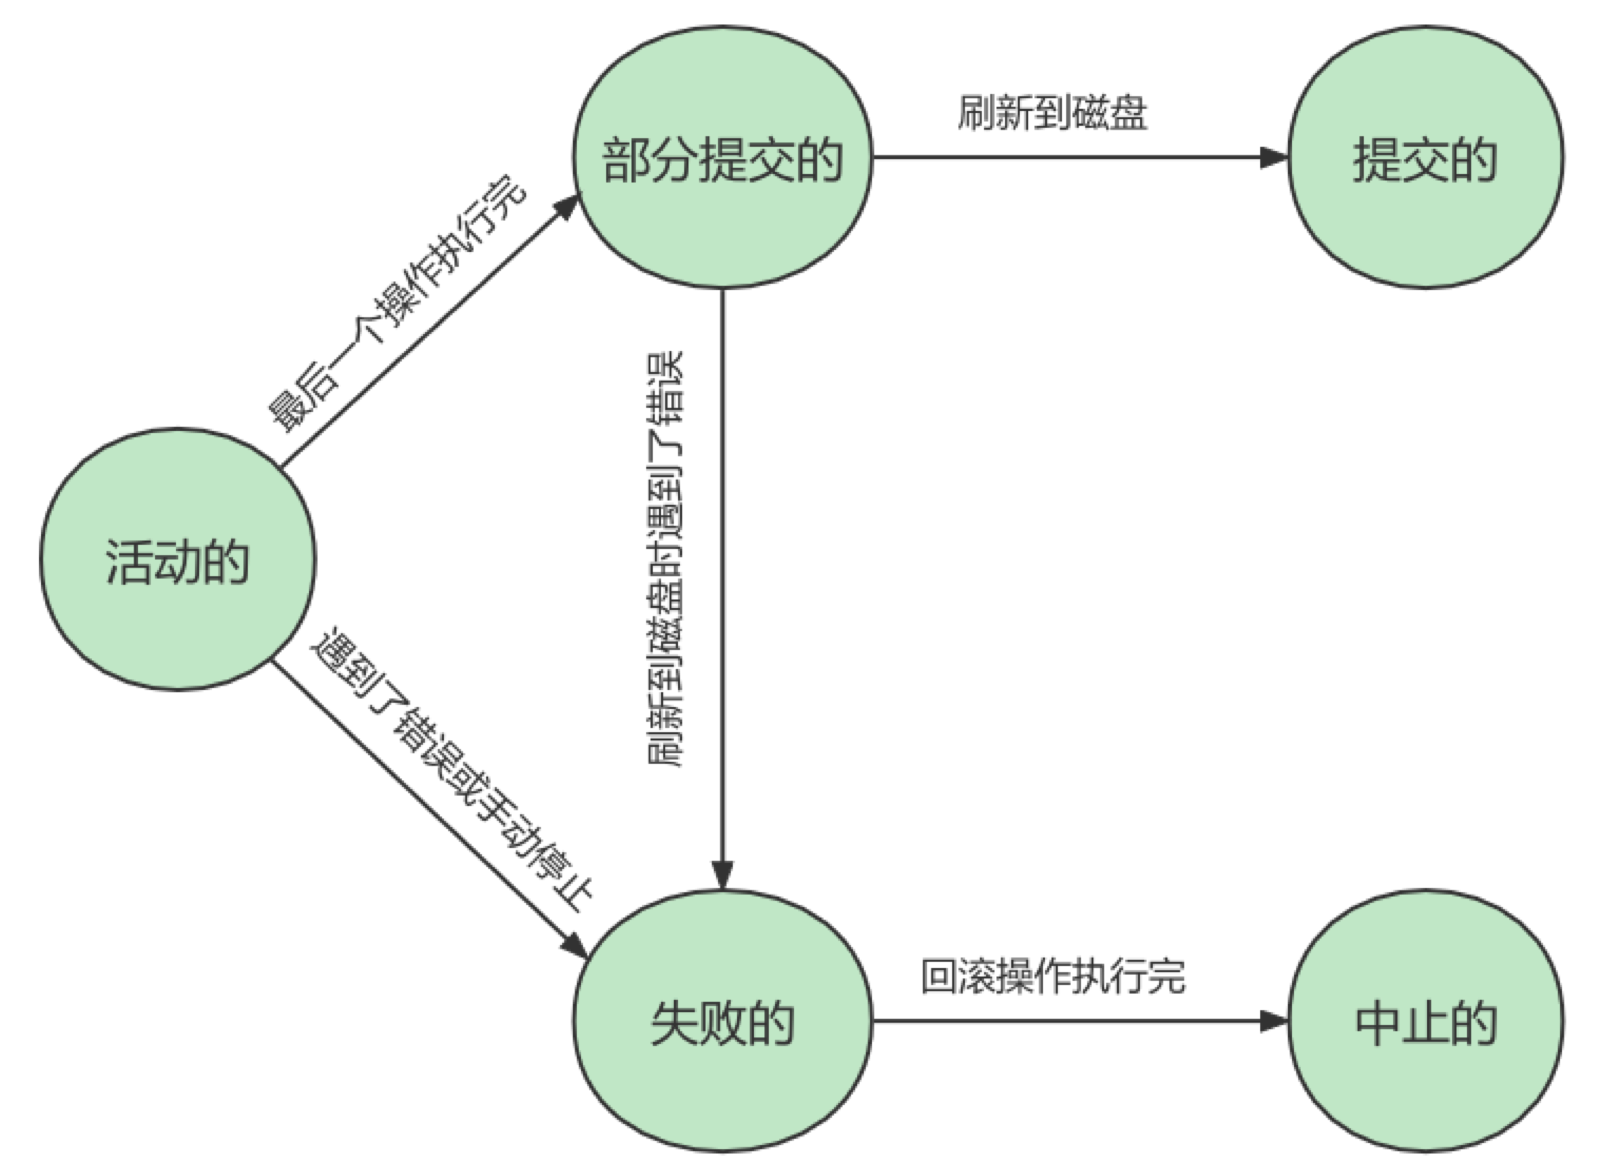 部分提交的
刷新到磁盘
提交的
最后一个操作执行完
刷新到磁盘时遇到了错误
活动的
遇到了错误或手动停止
失败的
回滚操作执行完
中止的